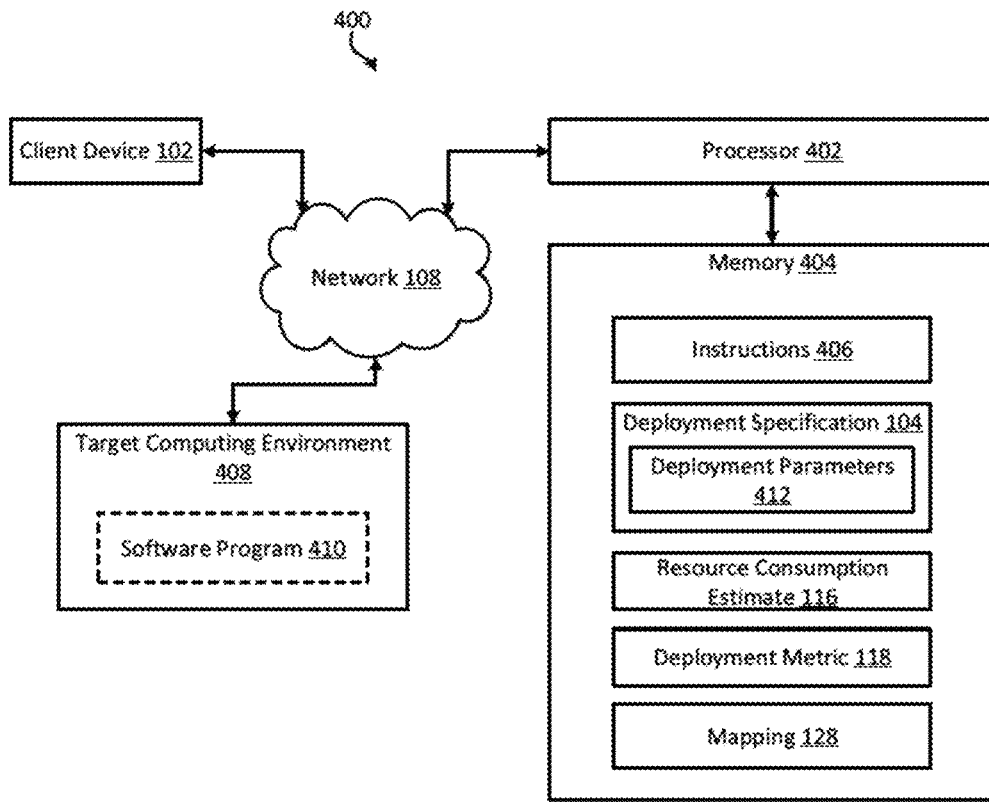 400
Client Device 102
Processor 402
Network 108
Memory 404
Instructions 406
Deployment Specification 104
Deployment Parameters
412
Target Computing Environment
408
Software Program 410
Resource Consumption
Estimate 116
Deployment Metric 118
Mapping 128